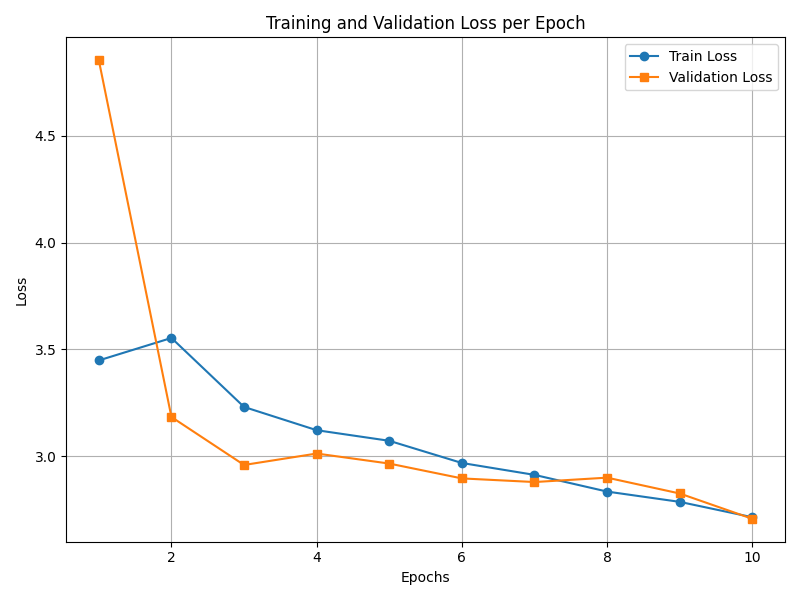 Training and Validation Loss per Epoch
Train Loss
Validation Loss
4.5
4.0
3.5
3.0
Loss
2 4 6 8 10
Epochs